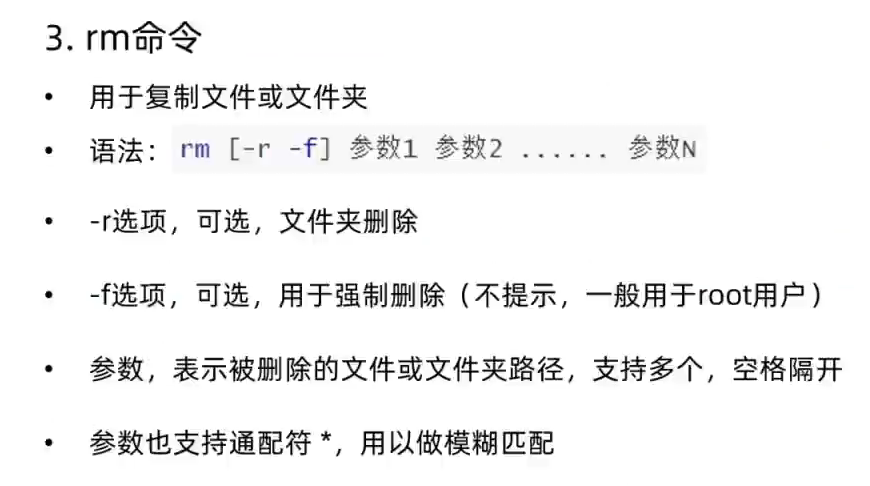 3. rm命令
• 用于复制文件或文件夹
• 语法： rm [-r -f] 参数1 参数2 ...... 参数N
• -r选项，可选，文件夹删除
• -f选项，可选，用于强制删除（不提示，一般用于root用户）
• 参数，表示被删除的文件或文件夹路径，支持多个，空格隔开
• 参数也支持通配符 *，用以做模糊匹配